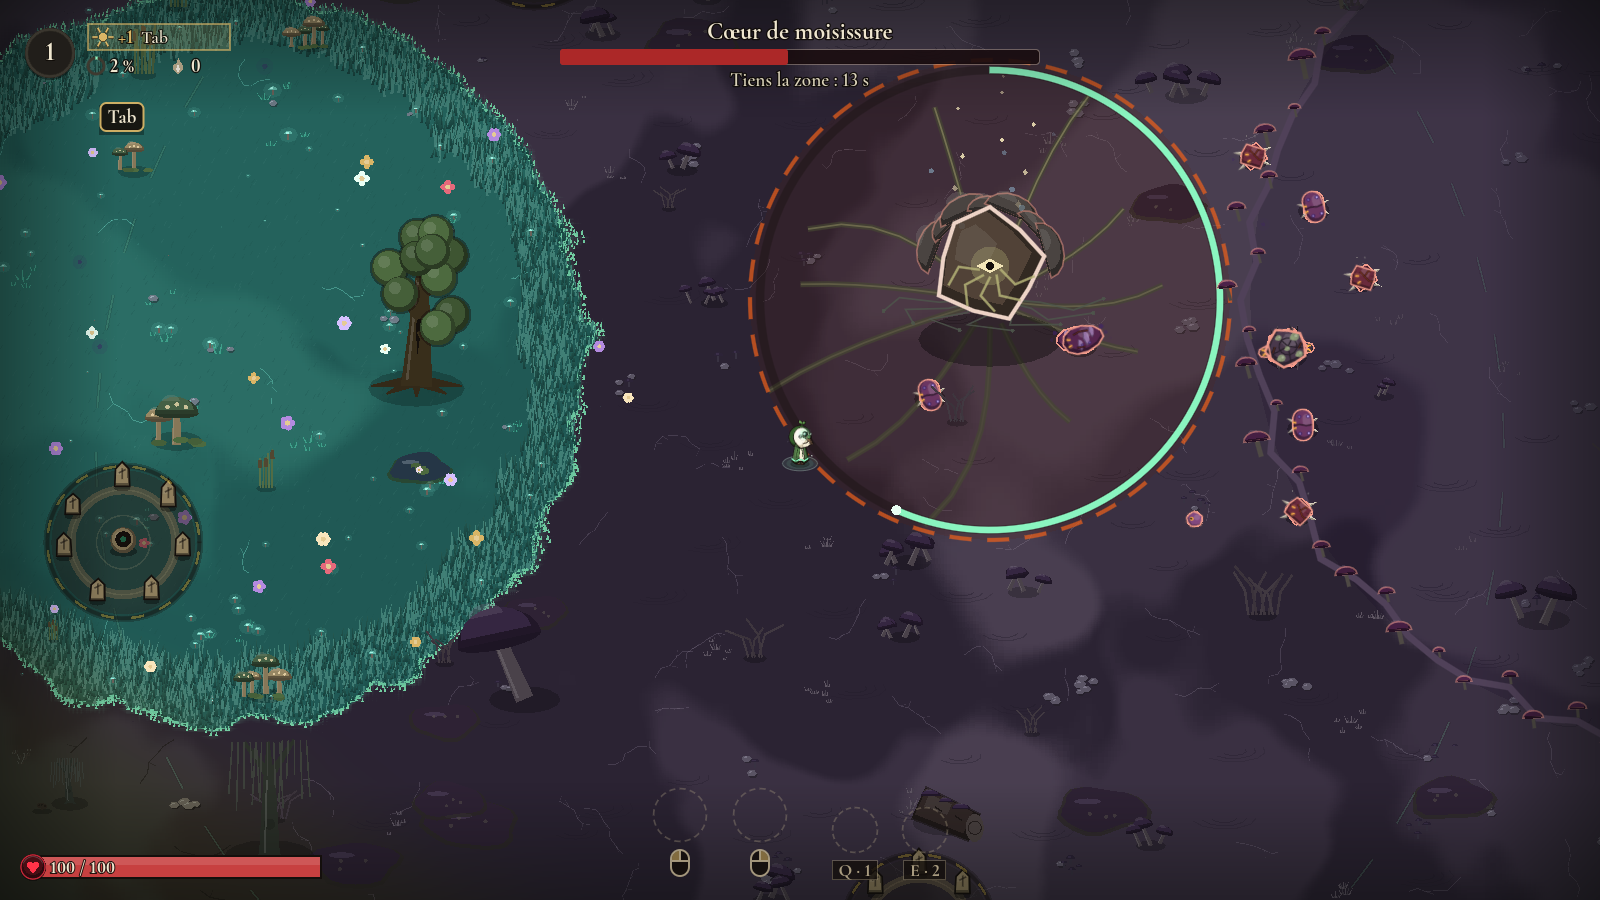 Cœur de moisissure
Tiens la zone : 13 s
1
+1 Tab
2 %
0
Tab
100 / 100
Q · 1
E · 2